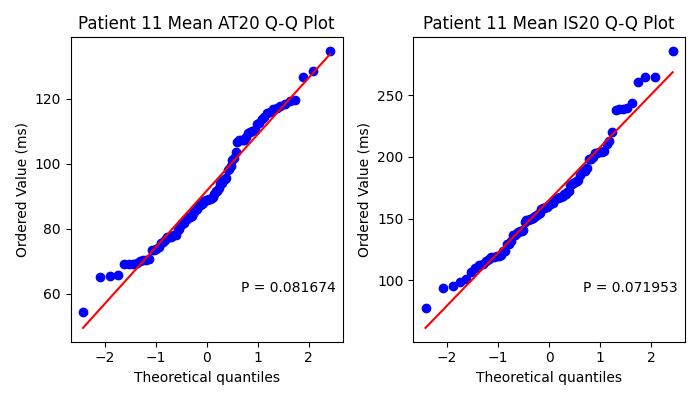 Patient 11 Mean AT20 Q-Q Plot
Ordered Value (ms)
120
100
80
60
P = 0.081674
−2
−1
0
1
2
Theoretical quantiles
Patient 11 Mean IS20 Q-Q Plot
Ordered Value (ms)
250
200
150
100
P = 0.071953
−2
−1
0
1
2
Theoretical quantiles